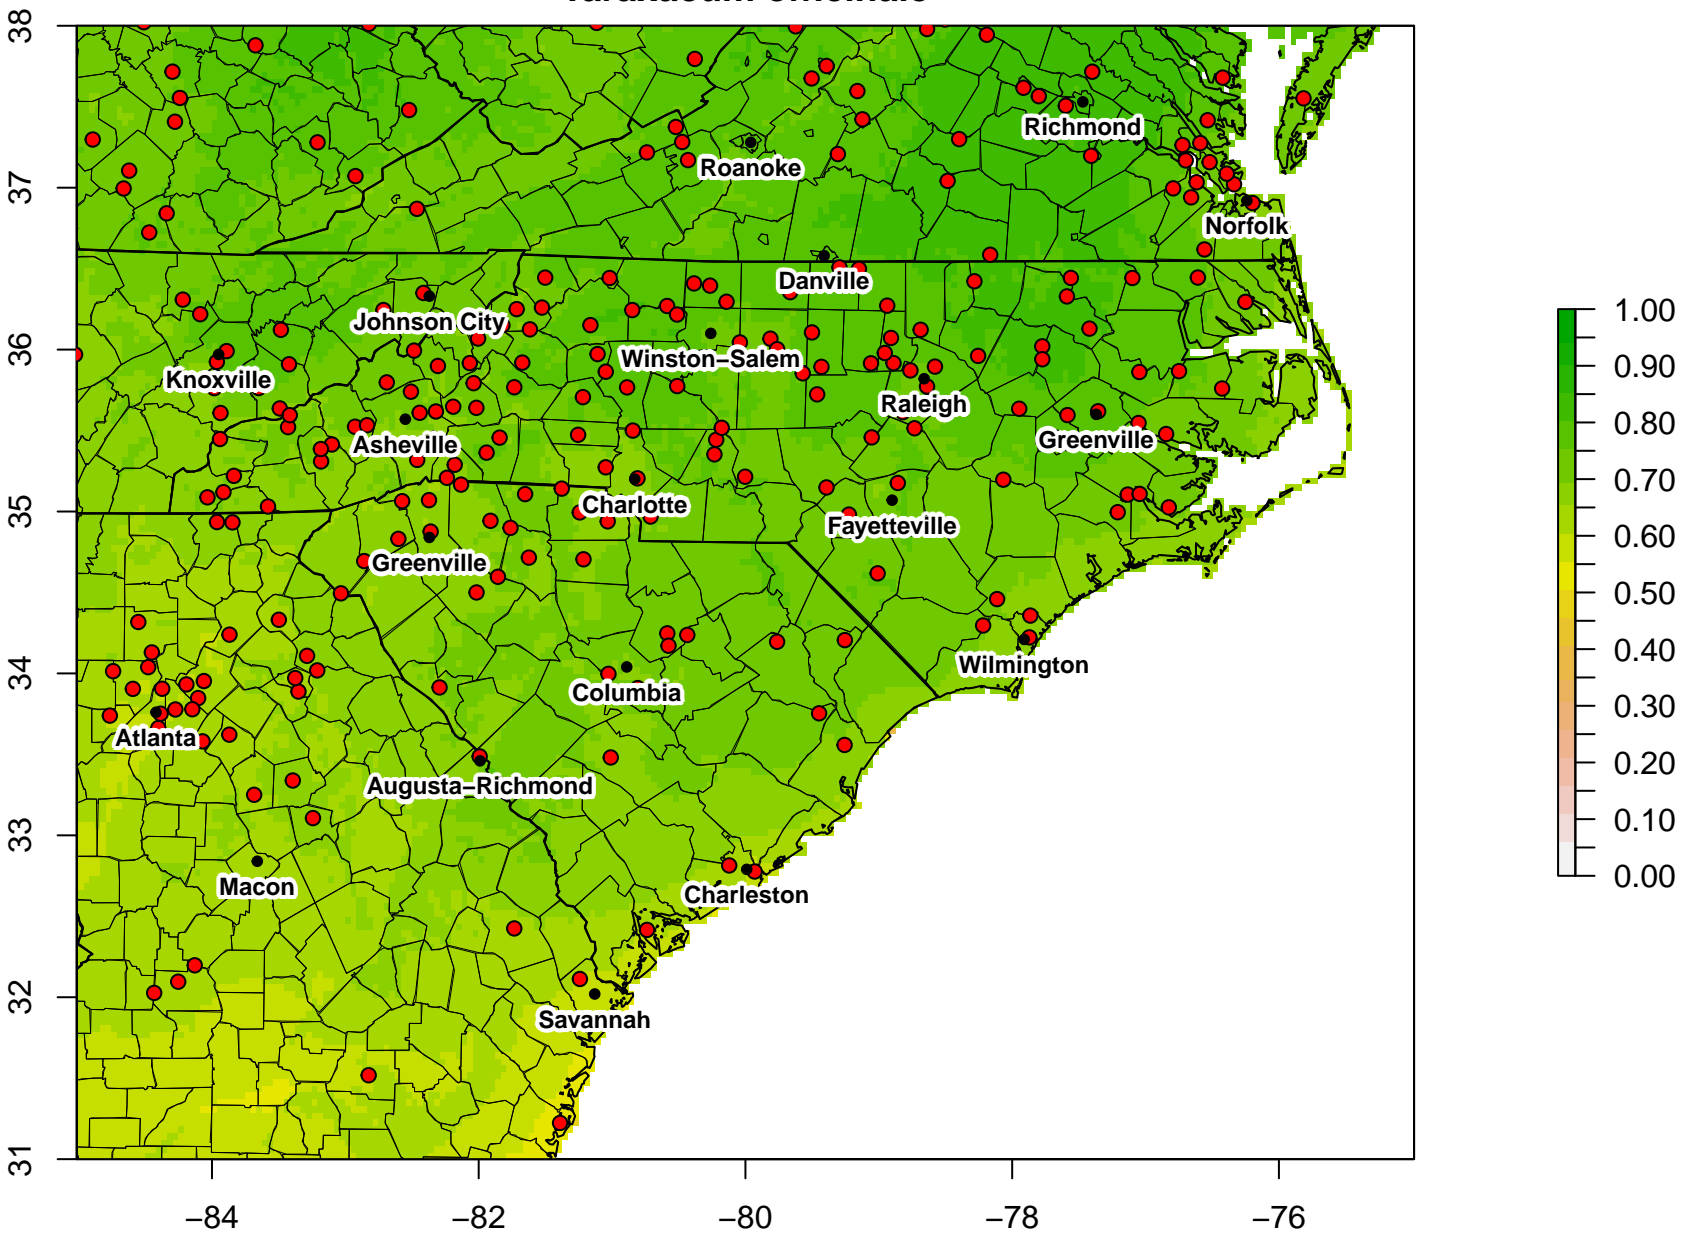 38
37
36
35
34
33
32
31
Richmond
Roanoke
Norfolk
Danville
Johnson City
Winston–Salem
Knoxville
Raleigh
Asheville
Greenville
Charlotte
Fayetteville
Greenville
Wilmington
Columbia
Atlanta
Augusta–Richmond
Macon
Charleston
Savannah
−84
−82
−80
−78
−76
1.00
0.90
0.80
0.70
0.60
0.50
0.40
0.30
0.20
0.10
0.00